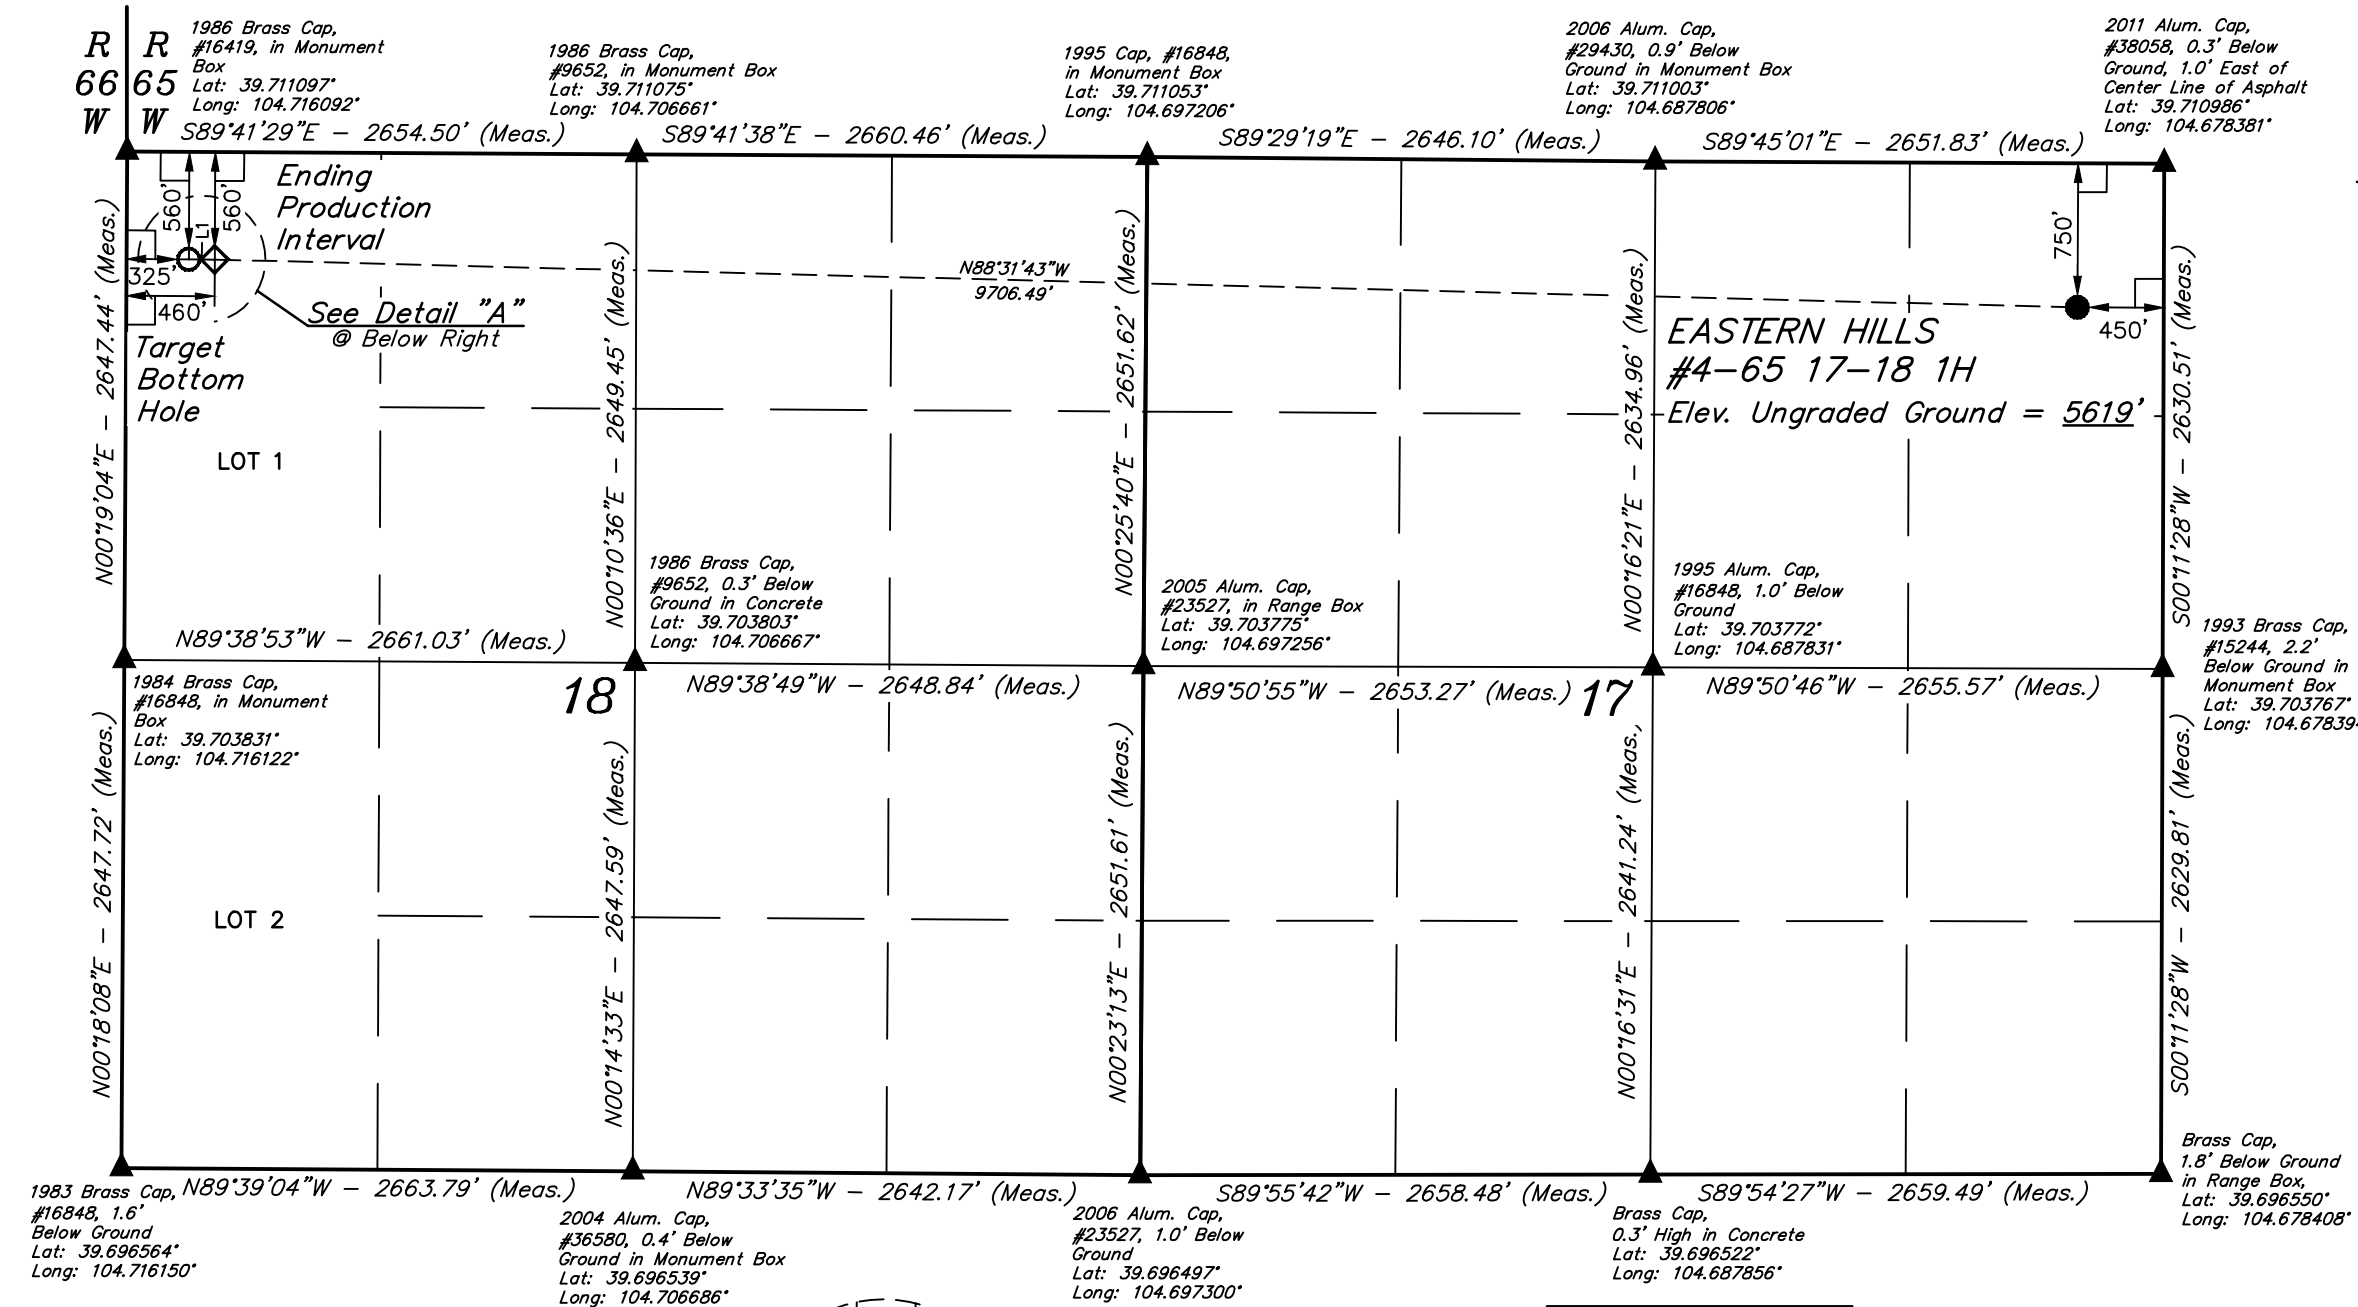 R R
66 65
W W
1986 Brass Cap,
#16419, in Monument
Box
Lat: 39.711097°
Long: 104.716092°
1986 Brass Cap,
#9652, in Monument Box
Lat: 39.711075°
Long: 104.706661°
1995 Cap, #16848,
in Monument Box
Lat: 39.711053°
Long: 104.697206°
2006 Alum. Cap,
#29430, 0.9' Below
Ground in Monument Box
Lat: 39.711003°
Long: 104.687806°
2011 Alum. Cap,
#38058, 0.3' Below
Ground, 1.0' East of
Center Line of Asphalt
Lat: 39.710986°
Long: 104.678381°
S89°41'29"E – 2654.50' (Meas.)
S89°41'38"E – 2660.46' (Meas.)
S89°29'19"E – 2646.10' (Meas.)
S89°45'01"E – 2651.83' (Meas.)
560'
560'
L1
Ending
Production
Interval
325'
460'
See Detail "A"
@ Below Right
Target
Bottom
Hole
N88°31'43"W
9706.49'
750'
450'
EASTERN HILLS
#4–65 17–18 1H
Elev. Ungraded Ground = 5619'
N00°19'04"E – 2647.44' (Meas.)
N00°10'36"E – 2649.45' (Meas.)
N00°25'40"E – 2651.62' (Meas.)
N00°16'21"E – 2634.96' (Meas.)
S00°11'28"W – 2630.51' (Meas.)
LOT 1
1986 Brass Cap,
#9652, 0.3' Below
Ground in Concrete
Lat: 39.703803°
Long: 104.706667°
2005 Alum. Cap,
#23527, in Range Box
Lat: 39.703775°
Long: 104.697256°
1995 Alum. Cap,
#16848, 1.0' Below
Ground
Lat: 39.703772°
Long: 104.687831°
1993 Brass Cap,
#15244, 2.2'
Below Ground in
Monument Box
Lat: 39.703767°
Long: 104.678394
N89°38'53"W – 2661.03' (Meas.)
N89°38'49"W – 2648.84' (Meas.)
N89°50'55"W – 2653.27' (Meas.)
N89°50'46"W – 2655.57' (Meas.)
1984 Brass Cap,
#16848, in Monument
Box
Lat: 39.703831°
Long: 104.716122°
18
17
N00°18'08"E – 2647.72' (Meas.)
N00°14'33"E – 2647.59' (Meas.)
N00°23'13"E – 2651.61' (Meas.)
N00°16'31"E – 2641.24' (Meas.)
S00°11'28"W – 2629.81' (Meas.)
LOT 2
N89°39'04"W – 2663.79' (Meas.)
N89°33'35"W – 2642.17' (Meas.)
S89°55'42"W – 2658.48' (Meas.)
S89°54'27"W – 2659.49' (Meas.)
1983 Brass Cap,
#16848, 1.6'
Below Ground
Lat: 39.696564°
Long: 104.716150°
2004 Alum. Cap,
#36580, 0.4' Below
Ground in Monument Box
Lat: 39.696539°
Long: 104.706686°
2006 Alum. Cap,
#23527, 1.0' Below
Ground
Lat: 39.696497°
Long: 104.697300°
Brass Cap,
0.3' High in Concrete
Lat: 39.696522°
Long: 104.687856°
Brass Cap,
1.8' Below Ground
in Range Box,
Lat: 39.696550°
Long: 104.678408°